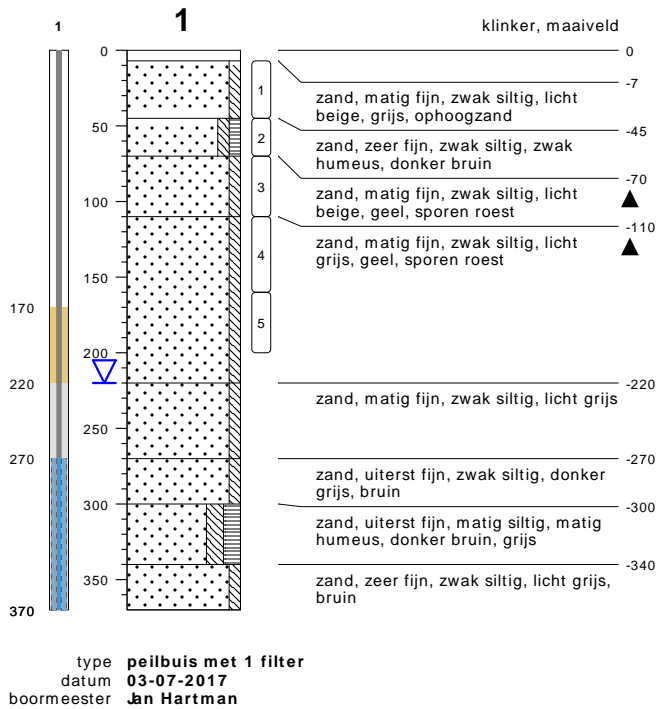 1
1
klinker, maaiveld
0
0
1
zand, matig fijn, zwak siltig, licht
beige, grijs, ophoogzand
-7
50
2
zand, zeer fijn, zwak siltig, zwak
humeus, donker bruin
-45
3
zand, matig fijn, zwak siltig, licht
beige, geel, sporen roest
-70
100
4
zand, matig fijn, zwak siltig, licht
grijs, geel, sporen roest
-110
150
170
5
200
220
-220
zand, matig fijn, zwak siltig, licht grijs
250
270
-270
zand, uiterst fijn, zwak siltig, donker
grijs, bruin
300
-300
zand, uiterst fijn, matig siltig, matig
humeus, donker bruin, grijs
-340
350
zand, zeer fijn, zwak siltig, licht grijs,
bruin
370
type peilbuis met 1 filter
datum 03-07-2017
boormeester Jan Hartman